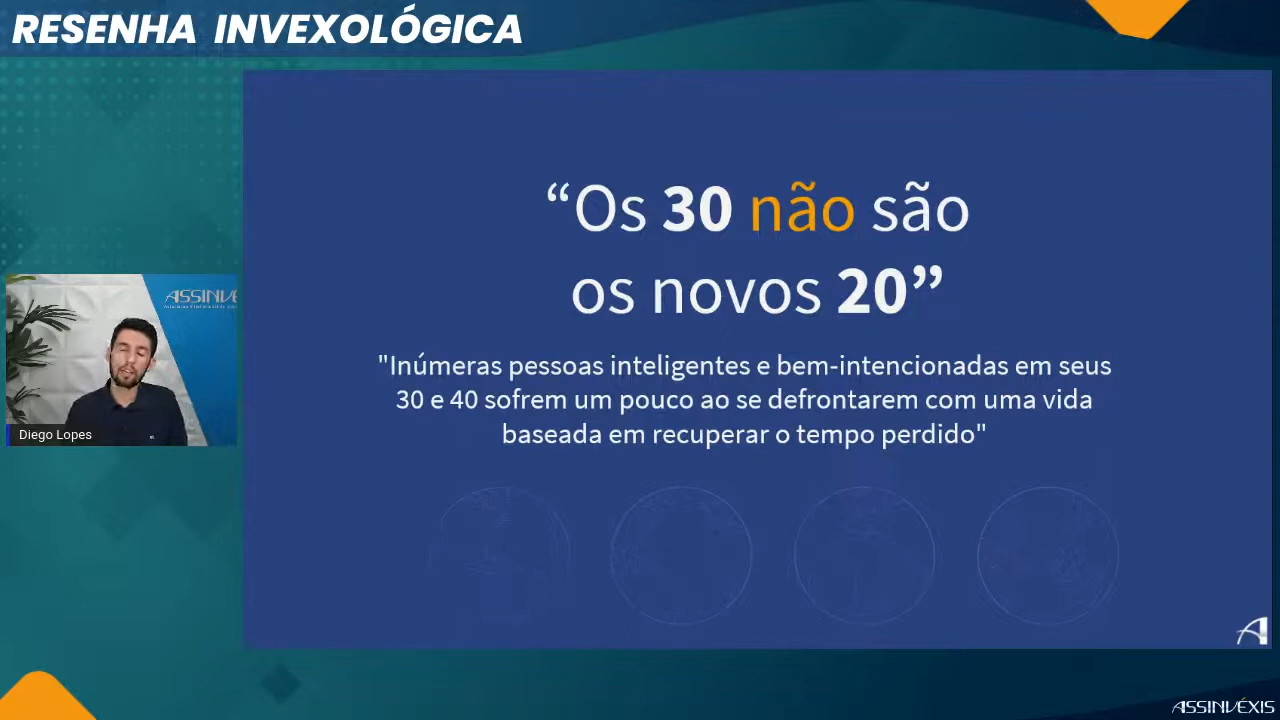 RESENHA INVEXOLÓGICA
“Os 30 não são
os novos 20”
"Inúmeras pessoas inteligentes e bem-intencionadas em seus
30 e 40 sofrem um pouco ao se defrontarem com uma vida
baseada em recuperar o tempo perdido"
ASSINVÉ
Diego Lopes
ASSINVÉXIS